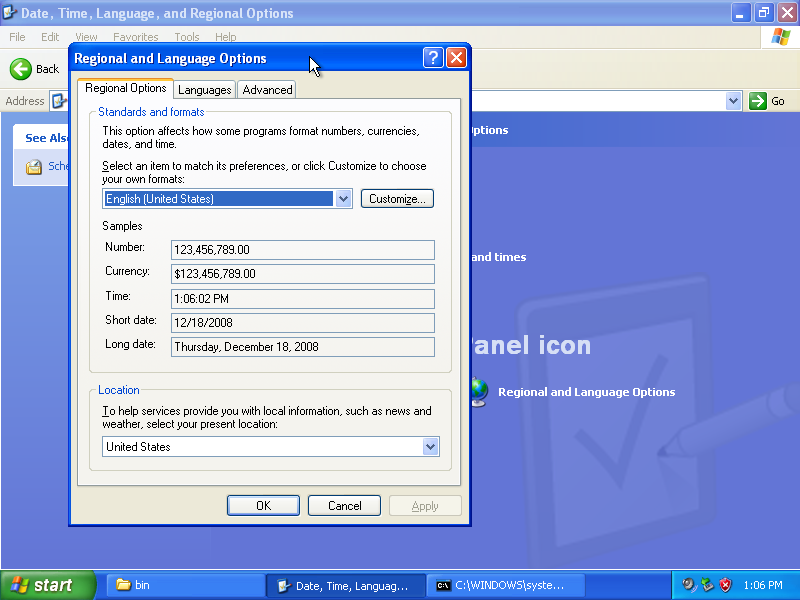 Date, Time, Language, and Regional Options
File Edit View Favorites Tools Help
Back
Address
Go
See Also
Sche
ptions
and times
Panel icon
Regional and Language Options
Regional and Language Options
Regional Options Languages Advanced
Standards and formats
This option affects how some programs format numbers, currencies,
dates, and time.
Select an item to match its preferences, or click Customize to choose
your own formats:
English (United States) Customize...
Samples
Number: 123,456,789.00
Currency: $123,456,789.00
Time: 1:06:02 PM
Short date: 12/18/2008
Long date: Thursday, December 18, 2008
Location
To help services provide you with local information, such as news and
weather, select your present location:
United States
OK Cancel Apply
start bin Date, Time, Languag... C:\WINDOWS\syste... 1:06 PM